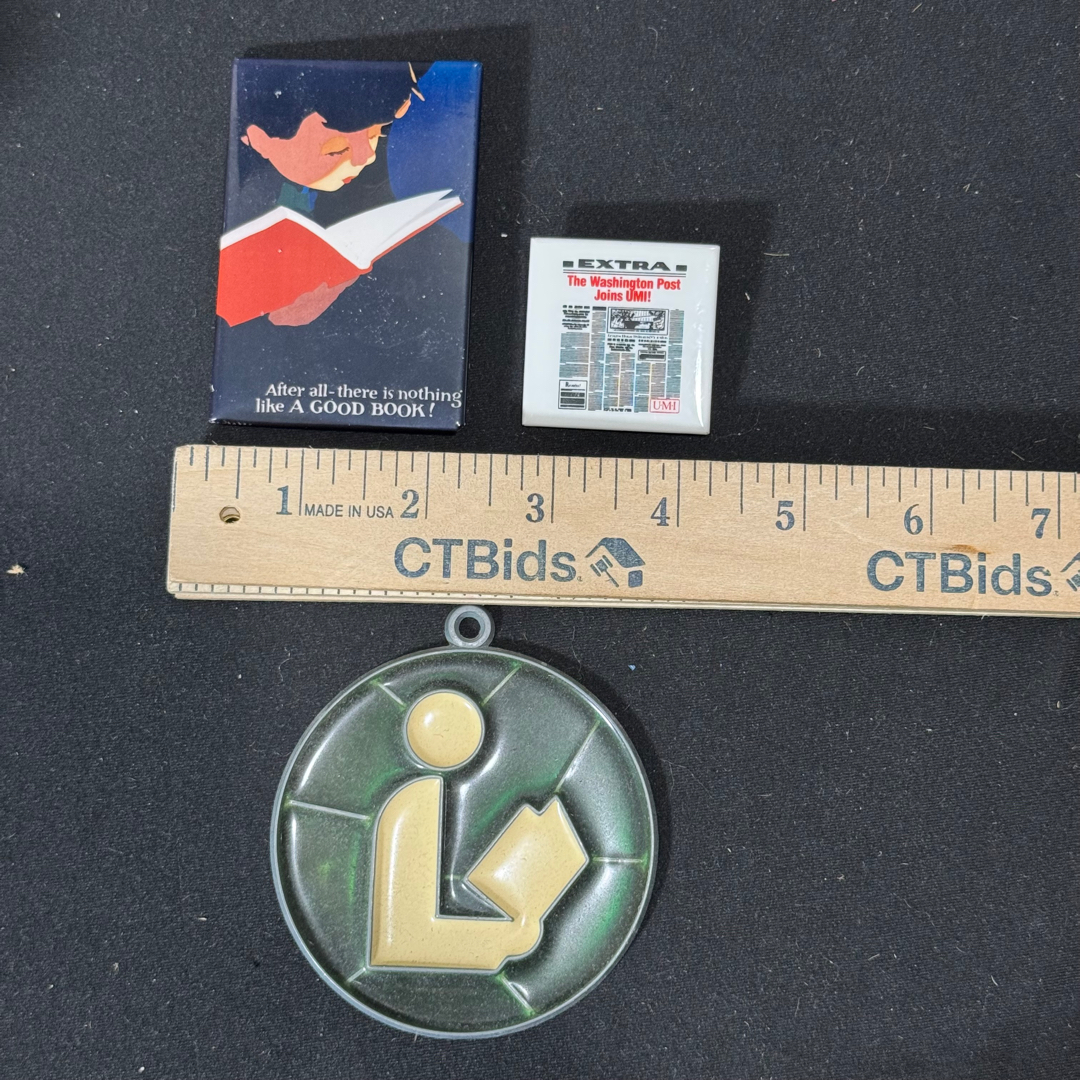 After all-there is nothing
like A GOOD BOOK!
EXTRA
The Washington Post
Joins UMI!
UMI
1 MADE IN USA 2 3 4 5 6 7
CTBids CTBids